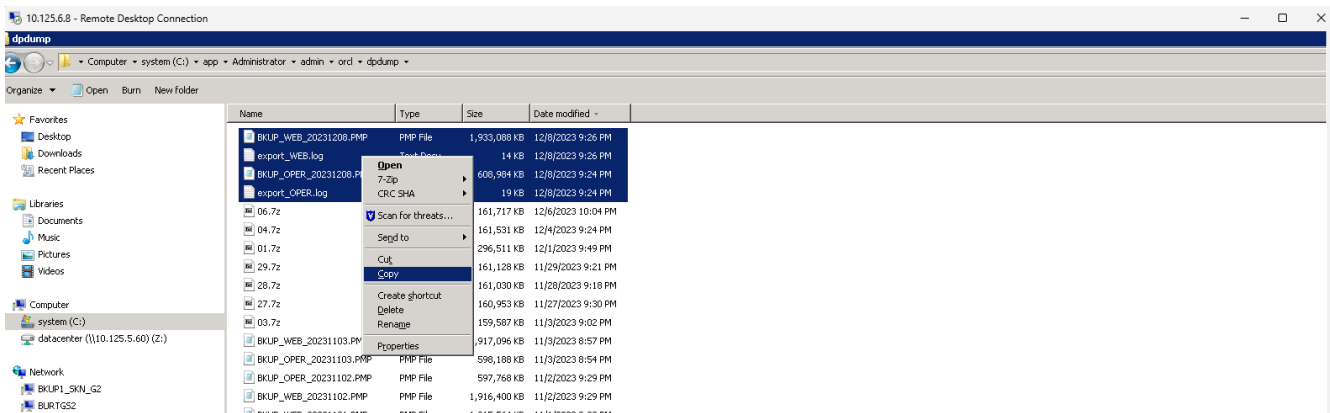 10.125.6.8 - Remote Desktop Connection
dpdump
Computer system (C:) app Administrator admin orcl dpdump
Organize Open Burn New folder
Favorites
Desktop
Downloads
Recent Places
Libraries
Documents
Music
Pictures
Videos
Computer
system (C:)
datacenter (\\10.125.5.60) (Z:)
Network
BKUP1_SKN_G2
BURTGS2
Name Type Size Date modified
BKUP_WEB_20231208.PMP PMP File 1,933,088 KB 12/8/2023 9:26 PM
export_WEB.log Text Docu 14 KB 12/8/2023 9:26 PM
BKUP_OPER_20231208.P 608,984 KB 12/8/2023 9:24 PM
export_OPER.log 19 KB 12/8/2023 9:24 PM
06.7z 161,717 KB 12/6/2023 10:04 PM
04.7z 161,531 KB 12/4/2023 9:24 PM
01.7z 296,511 KB 12/1/2023 9:49 PM
29.7z 161,128 KB 11/29/2023 9:21 PM
28.7z 161,030 KB 11/28/2023 9:18 PM
27.7z 160,953 KB 11/27/2023 9:30 PM
03.7z 159,587 KB 11/3/2023 9:02 PM
BKUP_WEB_20231103.PM ,917,096 KB 11/3/2023 8:57 PM
BKUP_OPER_20231103.PMP PMP File 598,188 KB 11/3/2023 8:54 PM
BKUP_OPER_20231102.PMP PMP File 597,768 KB 11/2/2023 9:29 PM
BKUP_WEB_20231102.PMP PMP File 1,916,400 KB 11/2/2023 9:29 PM
Open
7-Zip
CRC SHA
Scan for threats...
Send to
Cut
Copy
Create shortcut
Delete
Rename
Properties